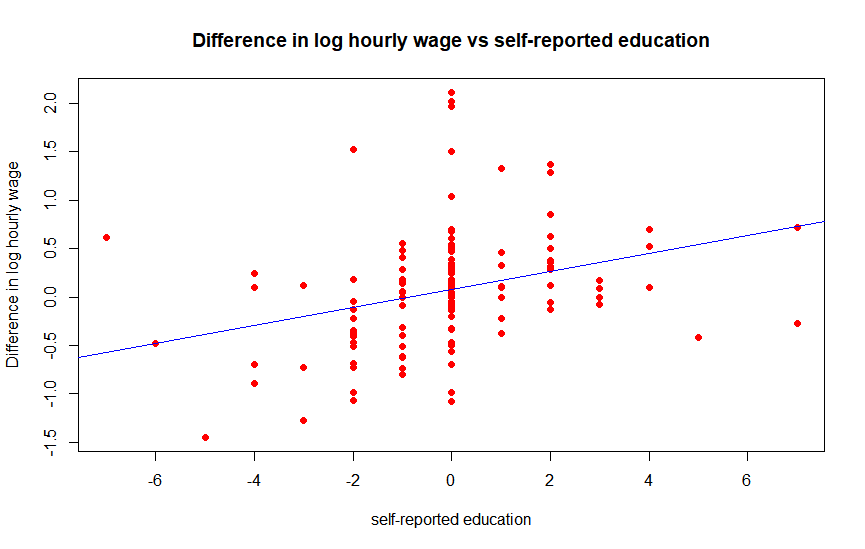 Difference in log hourly wage vs self-reported education
Difference in log hourly wage
2.0
1.5
1.0
0.5
0.0
-0.5
-1.0
-1.5
-6 -4 -2 0 2 4 6
self-reported education